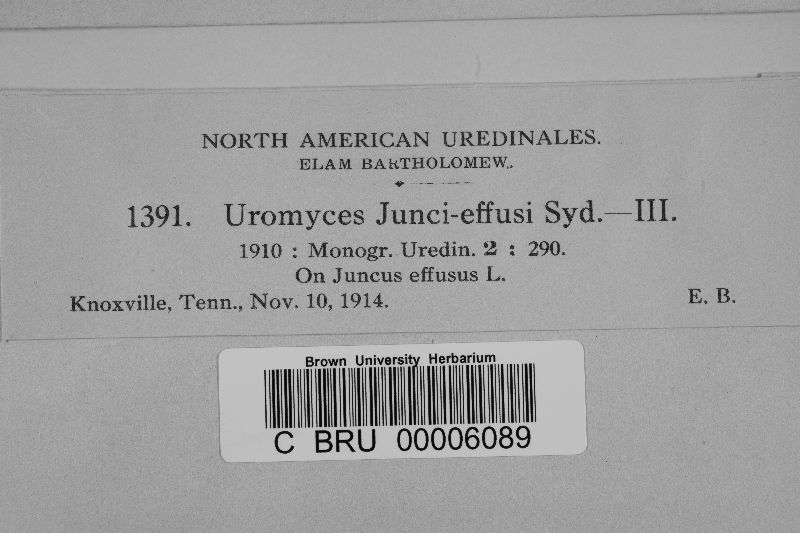 NORTH AMERICAN UREDINALES.
ELAM BARTHOLOMEW.
1391. Uromyces Junci-effusi Syd.—III.
1910 : Monogr. Uredin. 2 : 290.
On Juncus effusus L.
Knoxville, Tenn., Nov. 10, 1914. E. B.
Brown University Herbarium
C BRU 00006089